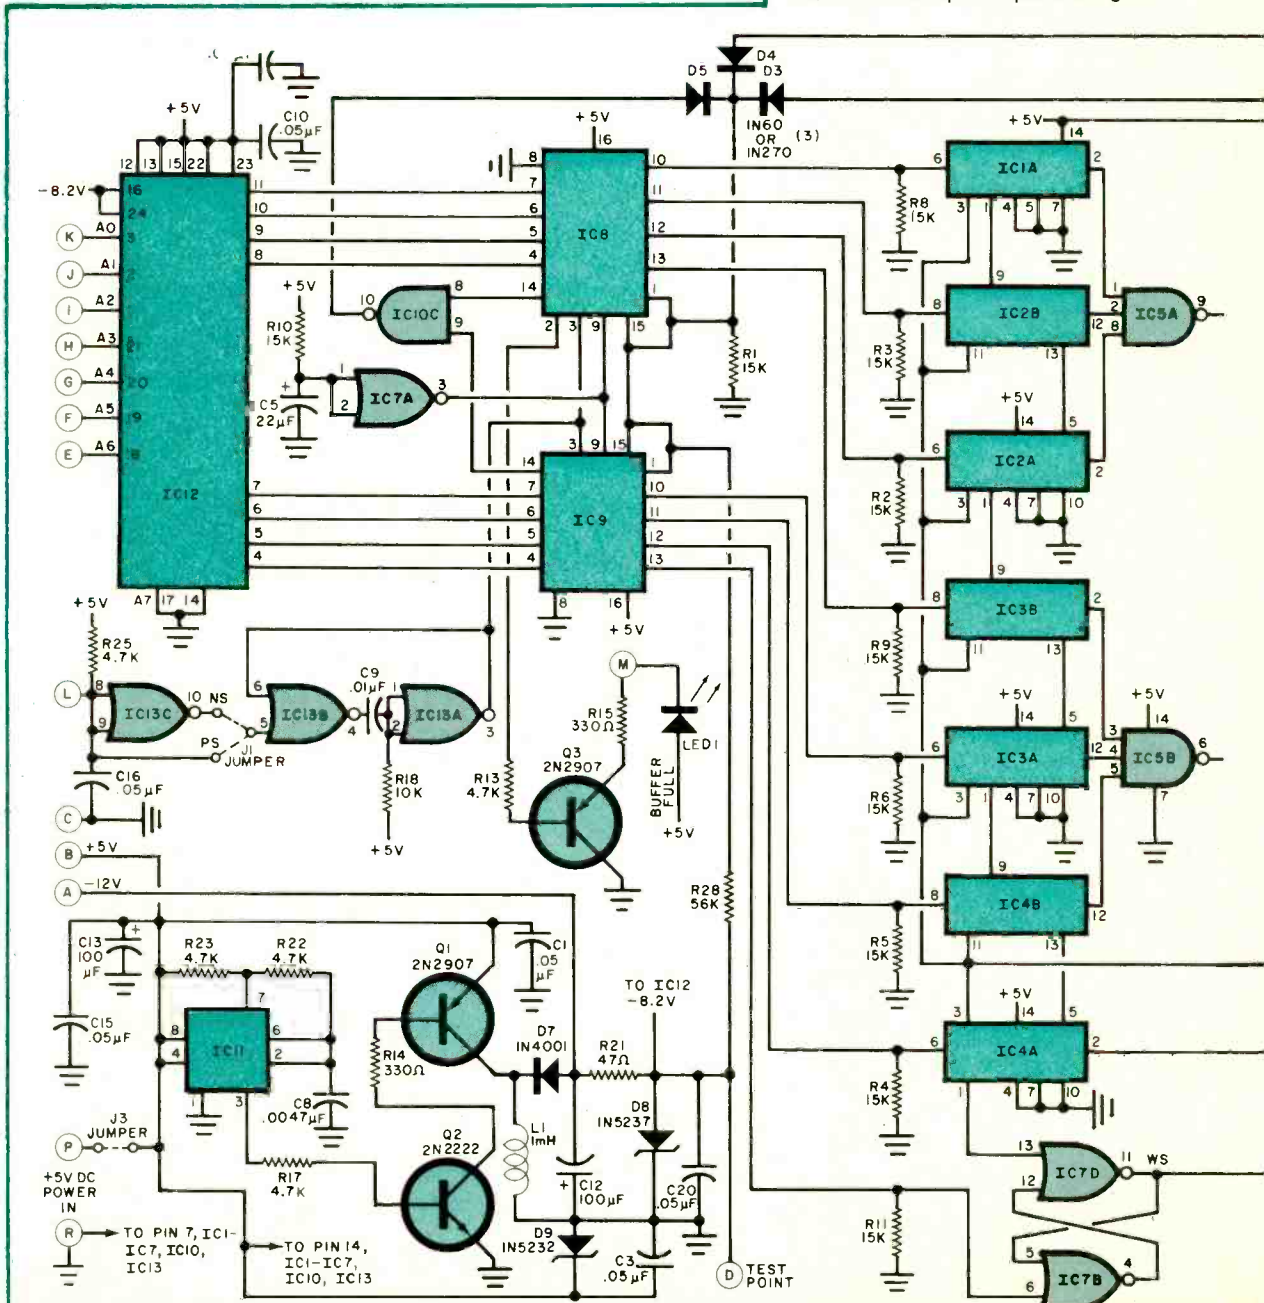 D4
D5
D3
1N60
OR
1N270
(3)
+5V
C10
.05µF
12 13 15 22 23
-8.2V
16
24
K A0 3
J A1 2
I A2 1
H A3 21
G A4 20
F A5 19
E A6 18
IC12
11
10
9
8
7
6
5
4
A7 17 14
+5V
16
8
7
6
5
4
14
IC8
10
11
12
13
1
2 3 9 15
10
IC10C
8
9
+5V
R10
15K
+
C5
22µF
1
2
IC7A
3
R1
15K
3 9 15
14
7
6
5
4
IC9
1
10
11
12
13
8
16
+5V
+5V
R25
4.7K
L
8
9
IC13C
10 NS
PS
J1
JUMPER
6
5
IC13B
4
C9
.01µF
1
2
IC13A
3
R18
10K
+5V
C16
.05µF
C
R13
4.7K
Q3
2N2907
R15
330Ω
M
LED1
BUFFER
FULL
+5V
B +5V
A -12V
R28
56K
C13
100
µF
+
R23
4.7K
R22
4.7K
C15
.05µF
7
8
4
IC11
6
2
1
3
C8
.0047µF
Q1
2N2907
C1
.05
µF
R14
330Ω
D7
1N4001
R21
47Ω
TO IC12
-8.2V
D8
1N5237
L1
1mH
C12
100µF
+
C20
.05µF
P
J3
JUMPER
+5V DC
POWER
IN
R17
4.7K
Q2
2N2222
D9
1N5232
C3
.05µF
R
TO PIN 7, IC1-
IC7, IC10,
IC13
TO PIN 14,
IC1-IC7,
IC10, IC13
D
TEST
POINT
+5V
14
6
IC1A
2
3 1 4 5 7
R8
15K
9
8
IC2B
12
11
13
R3
15K
1
2
8
IC5A
9
+5V
14
5
6
IC2A
2
3 1 4 7 10
R2
15K
9
8
IC3B
2
11
13
R9
15K
+5V
14
5
6
IC3A
12
3 1 4 7 10
R6
15K
+5V
14
3
4
5
IC5B
6
7
9
8
IC4B
12
11
13
R5
15K
+5V
3
14
5
6
IC4A
2
1 4 7 10
R4
15K
13
12
IC7D
11 WS
R11
15K
5
6
IC7B
4